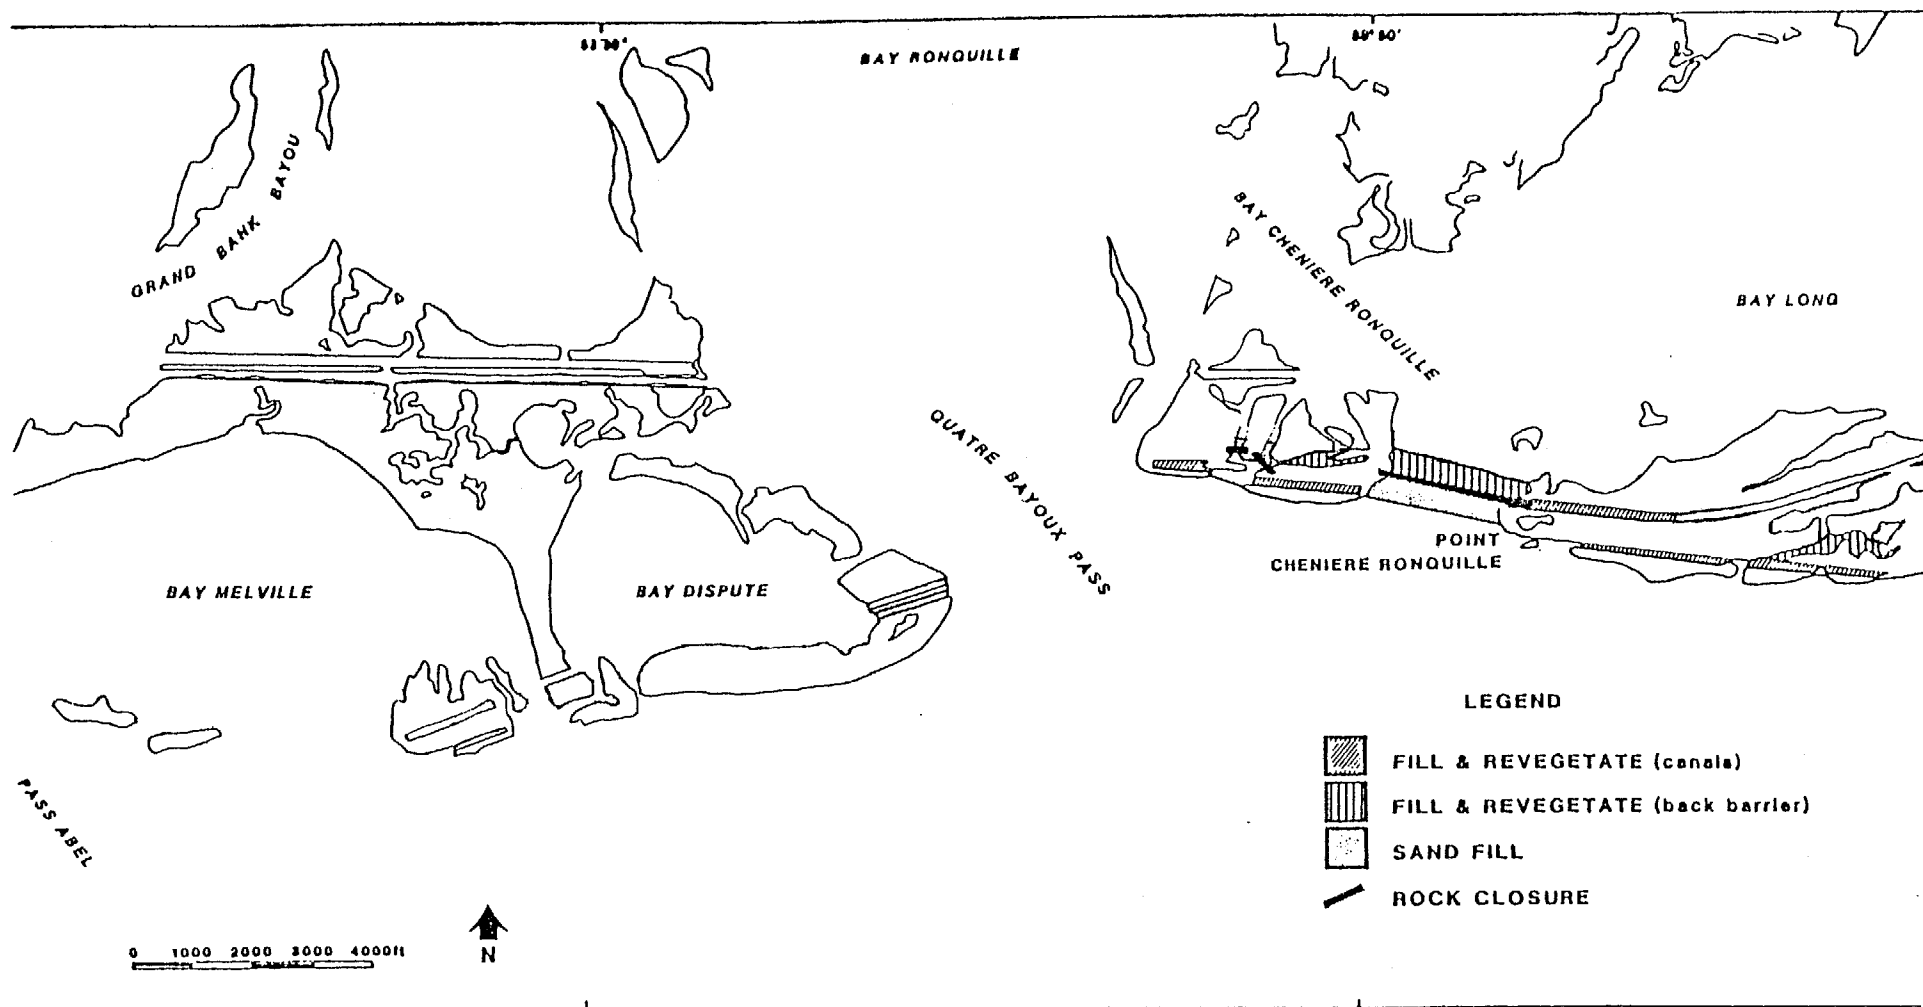 BAY RONQUILLE
89°50'
GRAND BANK BAYOU
BAY CHENIERE RONQUILLE
BAY LONG
QUATRE BAYOUX PASS
POINT
CHENIERE RONQUILLE
BAY MELVILLE
BAY DISPUTE
PASS ABEL
LEGEND
FILL & REVEGETATE (canals)
FILL & REVEGETATE (back barrier)
SAND FILL
ROCK CLOSURE
0 1000 2000 3000 4000ft
N